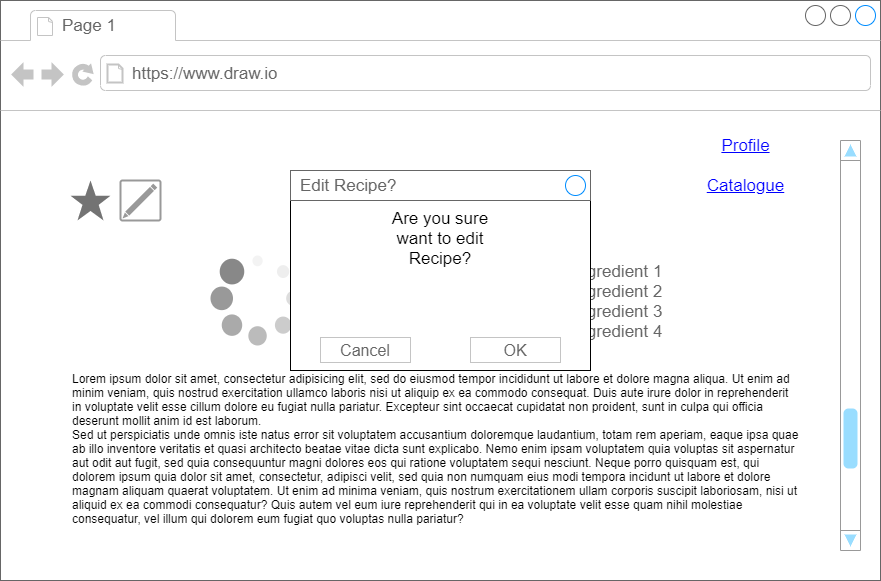 Page 1
https://www.draw.io
Profile
Edit Recipe?
Catalogue
Are you sure
want to edit
Recipe?
gredient 1
gredient 2
gredient 3
gredient 4
Cancel
OK
Lorem ipsum dolor sit amet, consectetur adipisicing elit, sed do eiusmod tempor incididunt ut labore et dolore magna aliqua. Ut enim ad
minim veniam, quis nostrud exercitation ullamco laboris nisi ut aliquip ex ea commodo consequat. Duis aute irure dolor in reprehenderit
in voluptate velit esse cillum dolore eu fugiat nulla pariatur. Excepteur sint occaecat cupidatat non proident, sunt in culpa qui officia
deserunt mollit anim id est laborum.
Sed ut perspiciatis unde omnis iste natus error sit voluptatem accusantium doloremque laudantium, totam rem aperiam, eaque ipsa quae
ab illo inventore veritatis et quasi architecto beatae vitae dicta sunt explicabo. Nemo enim ipsam voluptatem quia voluptas sit aspernatur
aut odit aut fugit, sed quia consequuntur magni dolores eos qui ratione voluptatem sequi nesciunt. Neque porro quisquam est, qui
dolorem ipsum quia dolor sit amet, consectetur, adipisci velit, sed quia non numquam eius modi tempora incidunt ut labore et dolore
magnam aliquam quaerat voluptatem. Ut enim ad minima veniam, quis nostrum exercitationem ullam corporis suscipit laboriosam, nisi ut
aliquid ex ea commodi consequatur? Quis autem vel eum iure reprehenderit qui in ea voluptate velit esse quam nihil molestiae
consequatur, vel illum qui dolorem eum fugiat quo voluptas nulla pariatur?